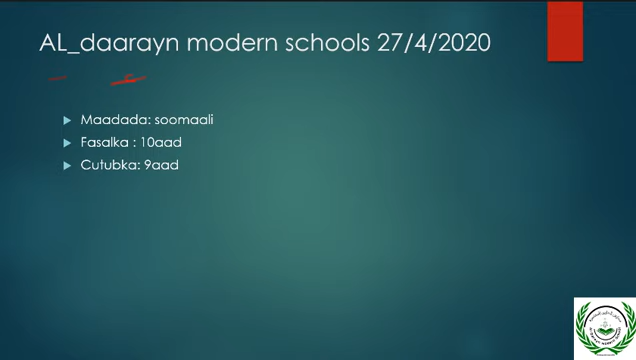 AL_daarayn modern schools 27/4/2020
Maadada: soomaali
Fasalka : 10aad
Cutubka: 9aad